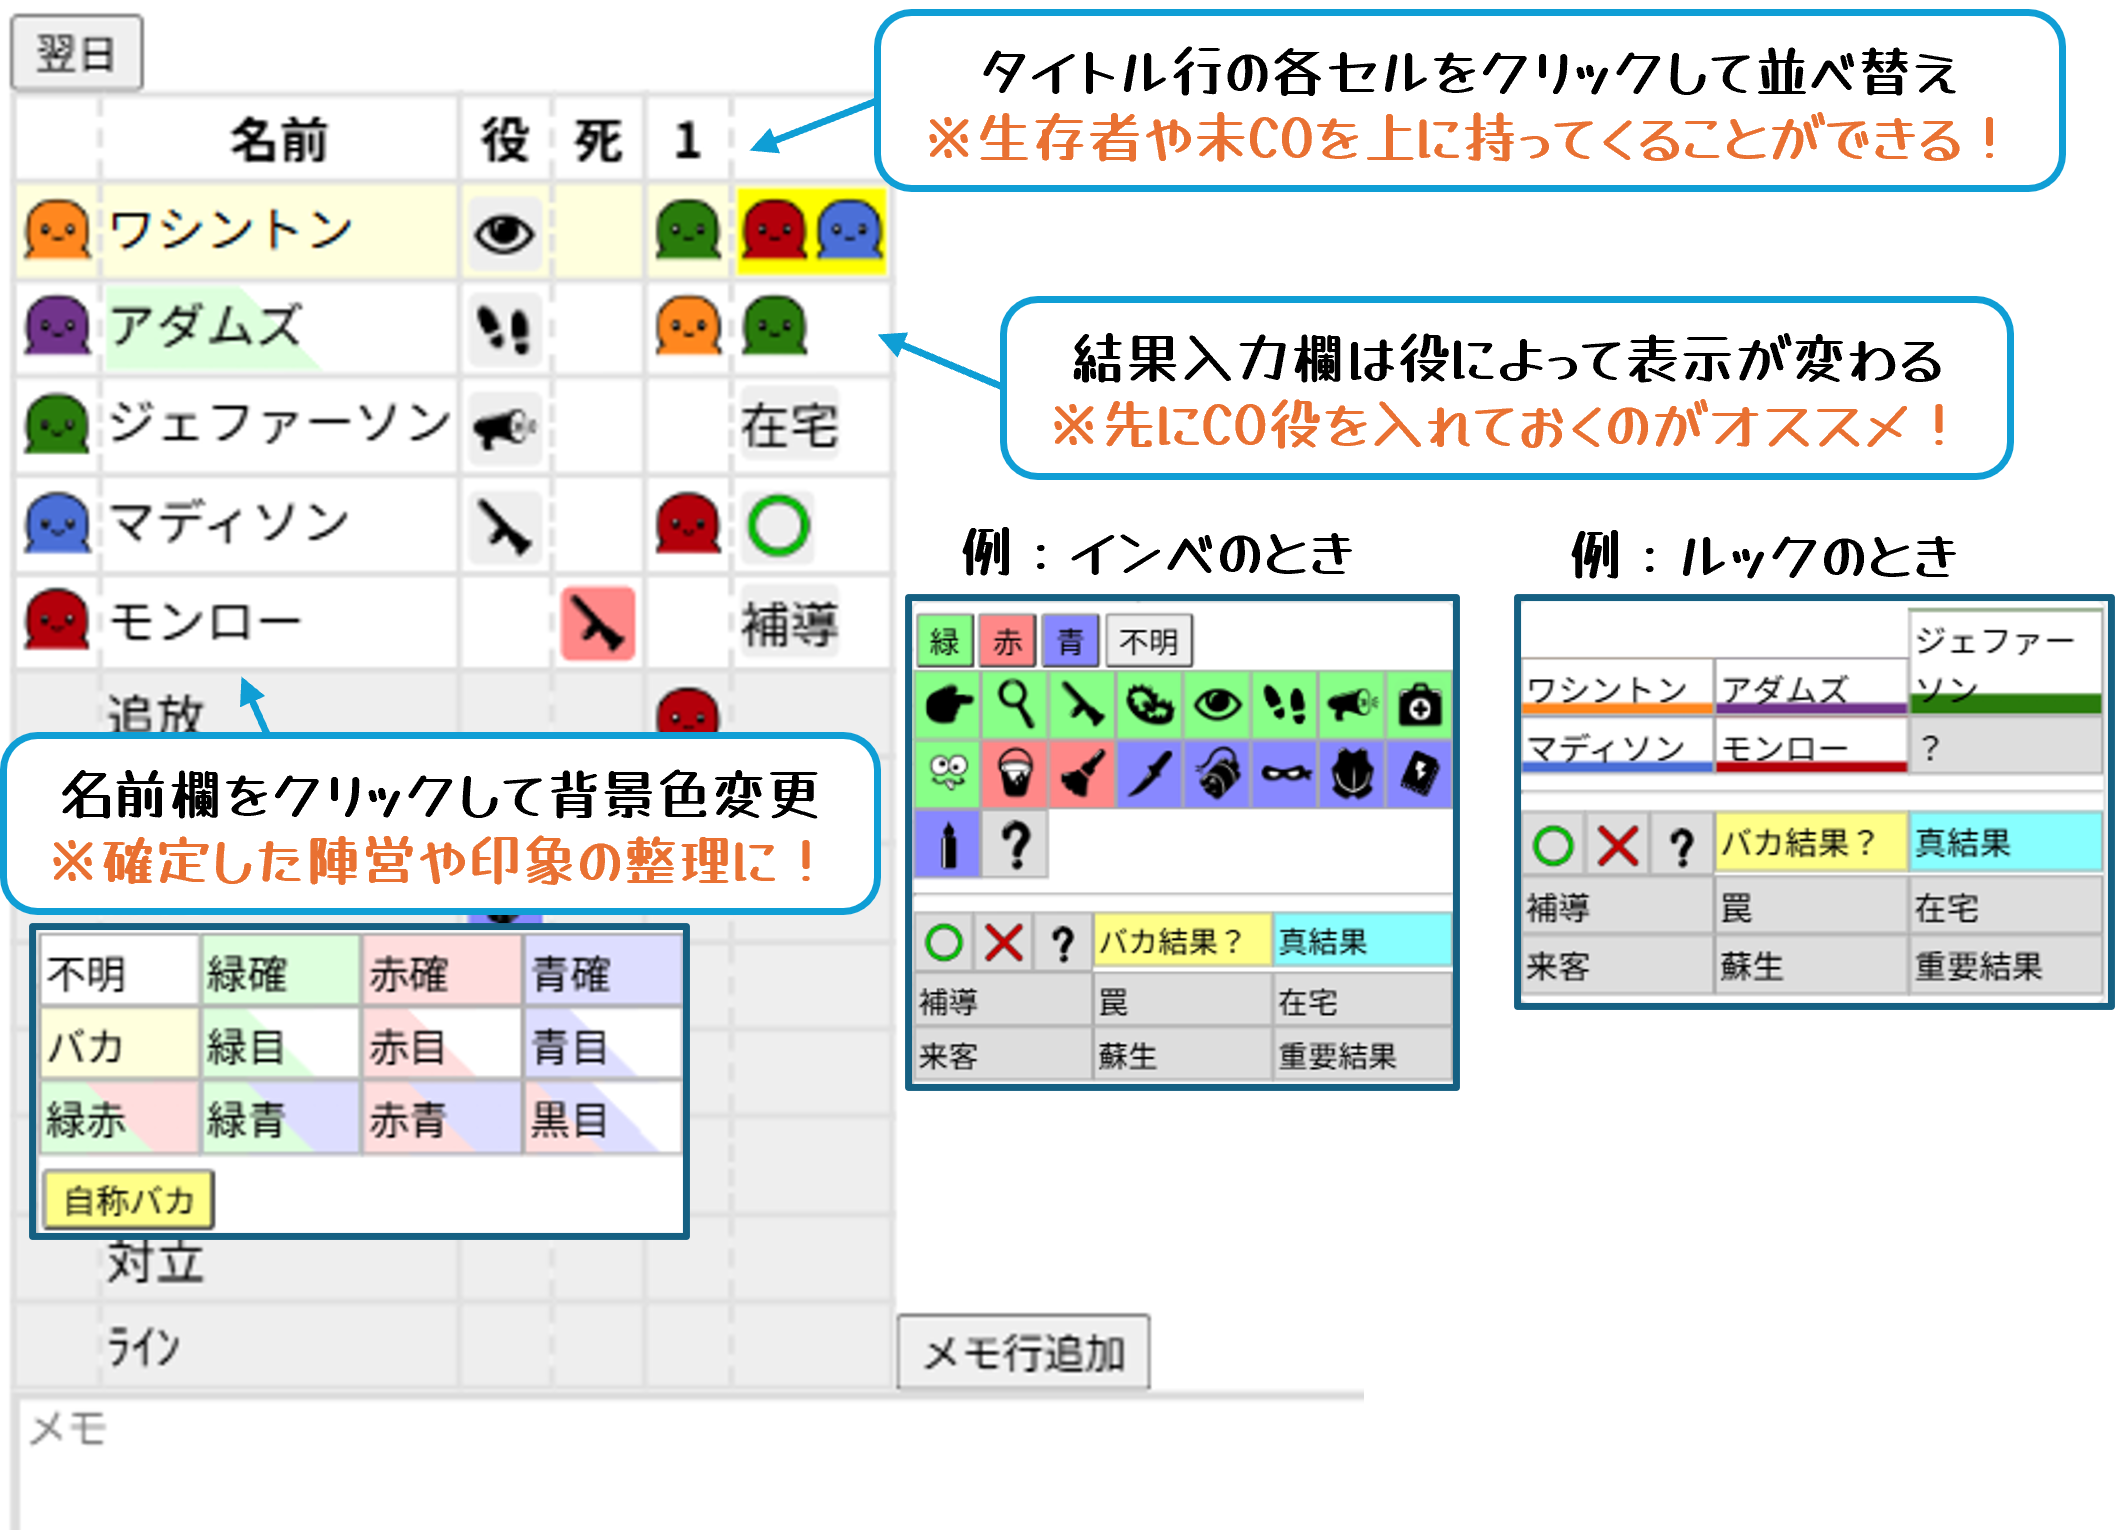 翌日
タイトル行の各セルをクリックして並べ替え
※生存者や未COを上に持ってくることができる！
名前 役 死 1
ワシントン
アダムズ
ジェファーソン 在宅
マディソン
モンロー 補導
追放
結果入力欄は役によって表示が変わる
※先にCO役を入れておくのがオススメ！
名前欄をクリックして背景色変更
※確定した陣営や印象の整理に！
不明 緑確 赤確 青確
バカ 緑目 赤目 青目
緑赤 緑青 赤青 黒目
自称バカ
対立
ﾗｲﾝ
メモ行追加
メモ
例：インベのとき
緑 赤 青 不明
? バカ結果？ 真結果
補導 罠 在宅
来客 蘇生 重要結果
例：ルックのとき
ワシントン アダムズ ジェファー
ソン
マディソン モンロー ？
? バカ結果？ 真結果
補導 罠 在宅
来客 蘇生 重要結果